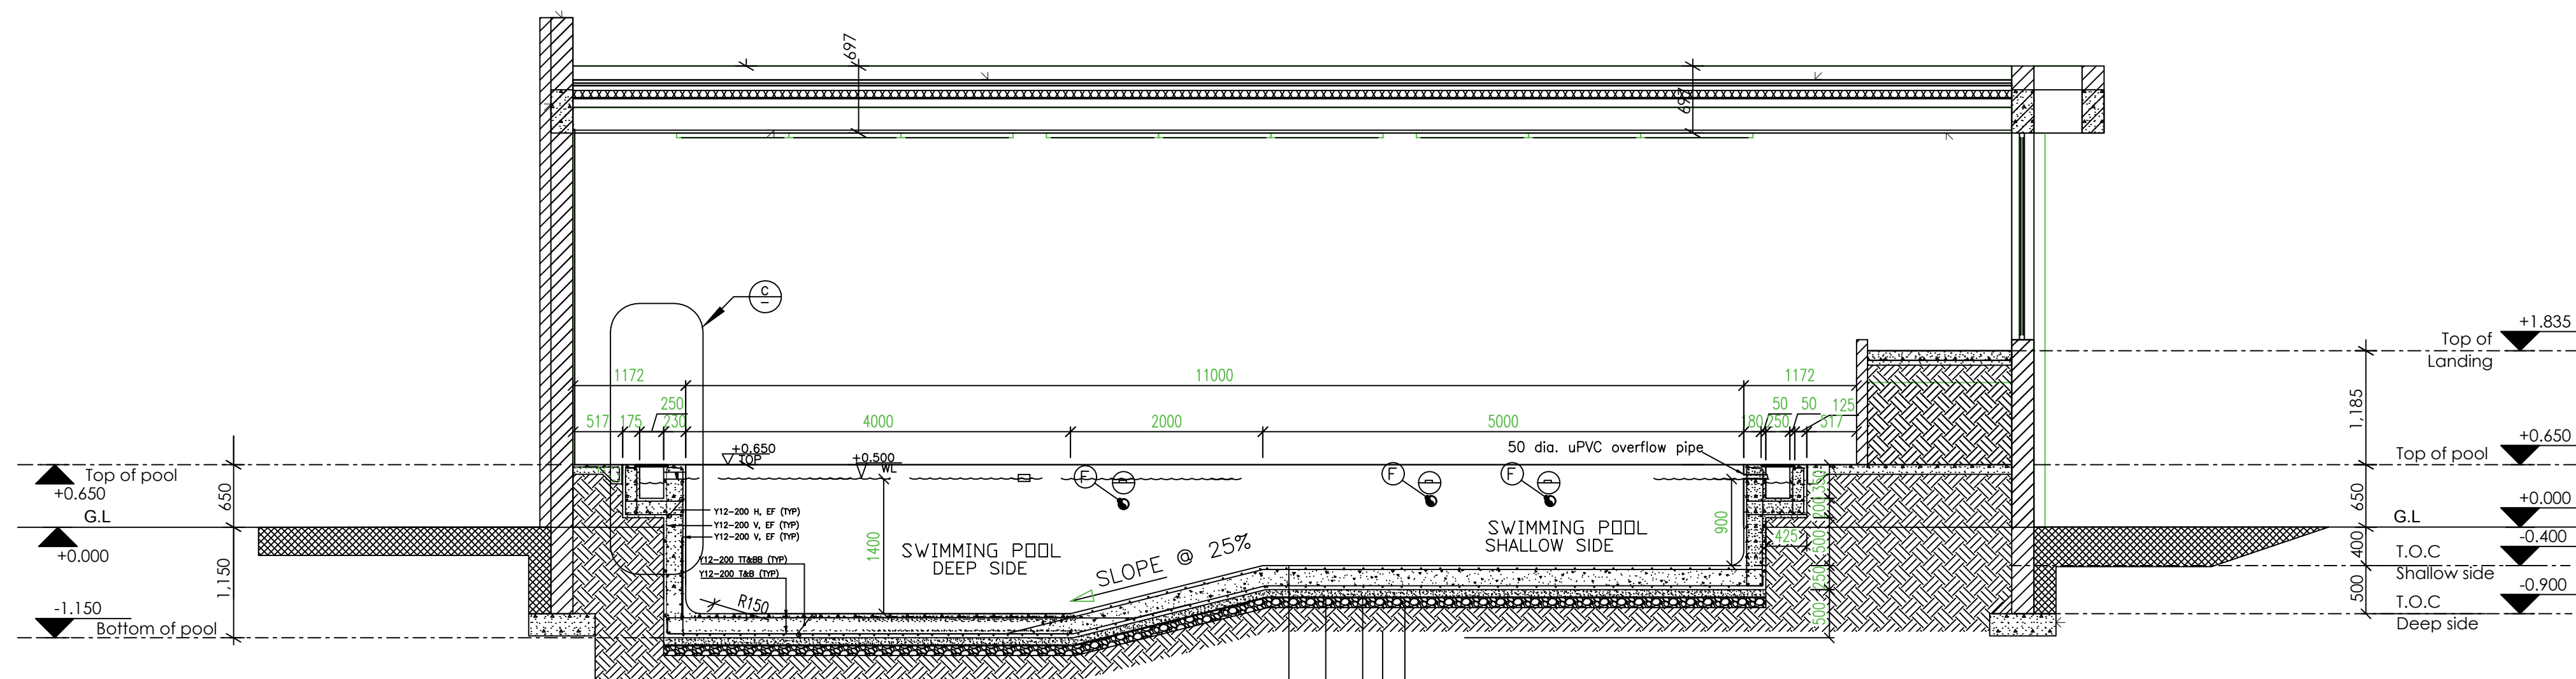 697
697
C
–
+1.835
Top of
Landing
1172
11000
1172
250
50
50
125
517
175
230
4000
2000
5000
180
250
517
1,185
+0.650
TOP
+0.500
WL
50 dia. uPVC overflow pipe
+0.650
Top of pool
Top of pool
+0.650
F
F
F
350
650
650
200
+0.000
G.L
G.L
+0.000
Y12-200 H, EF (TYP)
Y12-200 V, EF (TYP)
Y12-200 V, EF (TYP)
1400
SWIMMING POOL
DEEP SIDE
SLOPE @ 25%
SWIMMING POOL
SHALLOW SIDE
900
425
500
400
-0.400
T.O.C
Shallow side
Y12-200 TT&BB (TYP)
Y12-200 T&B (TYP)
1,150
R150
250
500
500
-0.900
T.O.C
Deep side
-1.150
Bottom of pool